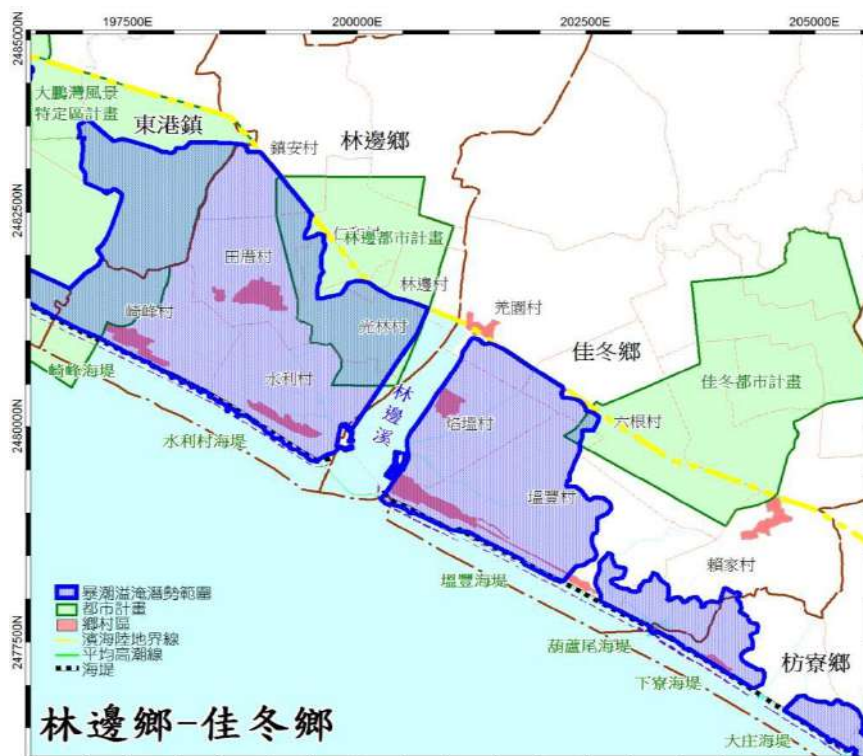 197500E
200000E
202500E
205000E
2485000N
2482500N
2480000N
2477500N
大鵬灣風景
特定區計畫
東港鎮
鎮安村
林邊鄉
林邊都市計畫
田厝村
林邊村
羌園村
崎峰村
光林村
佳冬鄉
佳冬都市計畫
水利村
林邊溪
崎峰海堤
焰塭村
六根村
水利村海堤
塭豐村
賴家村
塭豐海堤
葫蘆尾海堤
枋寮鄉
下寮海堤
大庄海堤
暴潮溢淹潛勢範圍
都市計畫
鄉村區
濱海陸地界線
平均高潮線
海堤
林邊鄉-佳冬鄉